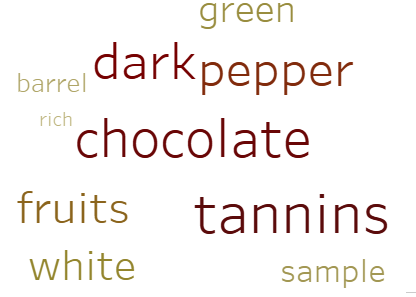 green
dark pepper
barrel
rich
chocolate
fruits tannins
white sample